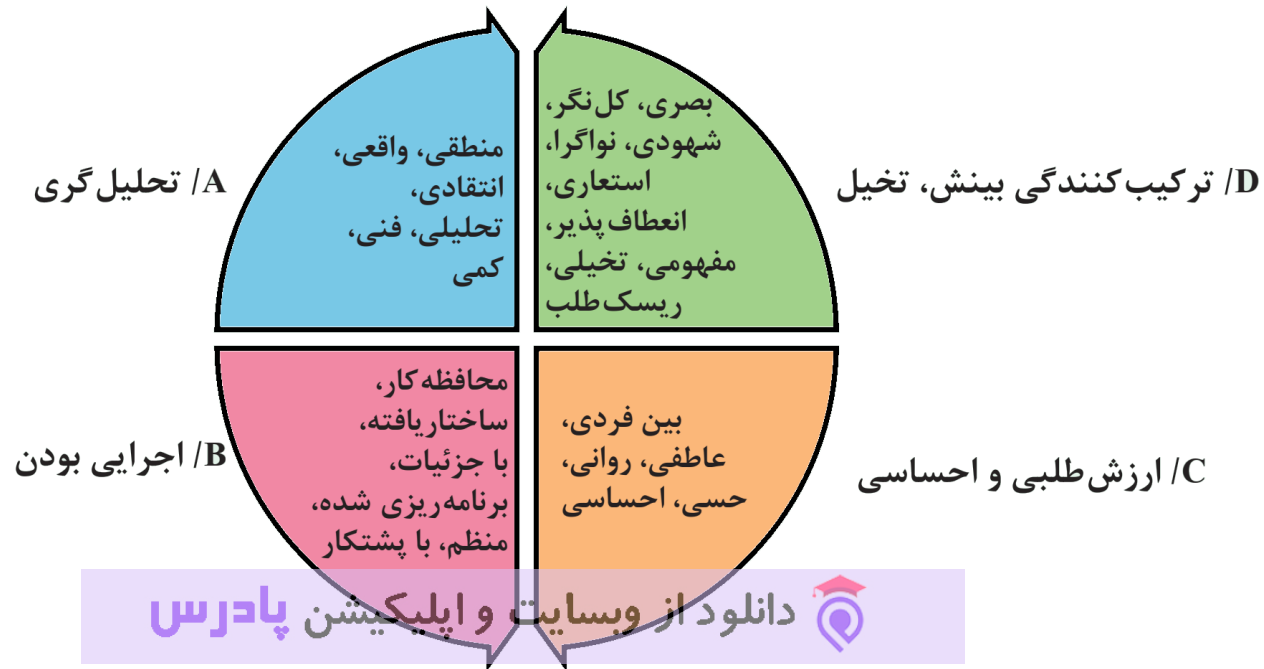 بصری، کل‌نگر،
شهودی، نواگرا،
استعاری،
انعطاف‌پذیر،
مفهومی، تخیلی،
ریسک‌طلب
D/ ترکیب‌کنندگی بینش، تخیل
منطقی، واقعی،
انتقادی،
تحلیلی، فنی،
کمی
A/ تحلیل‌گری
بین فردی،
عاطفی، روانی،
حسی، احساسی
C/ ارزش‌طلبی و احساسی
محافظه‌کار،
ساختاریافته،
با جزئیات،
برنامه‌ریزی شده،
منظم، با پشتکار
B/ اجرایی بودن
دانلود از وبسایت و اپلیکیشن پادرس